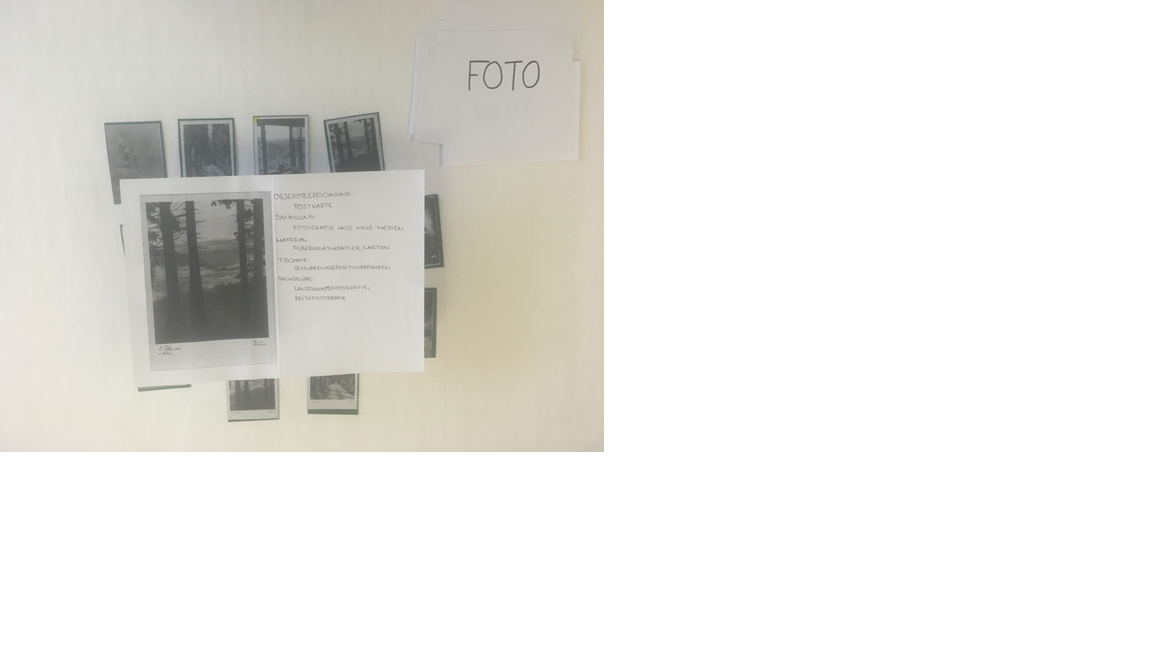 FOTO
OBJEKTBEZEICHNUNG:
POSTKARTE
SAMMLUNG:
FOTOGRAFIE UND NEUE MEDIEN
MATERIAL:
SILBERGELATINEPAPIER, KARTON
TECHNIK:
SCHWARZWEIßPOSITIVVERFAHREN
SACHGRUPPE:
LANDSCHAFTSFOTOGRAFIE,
REISEFOTOGRAFIE